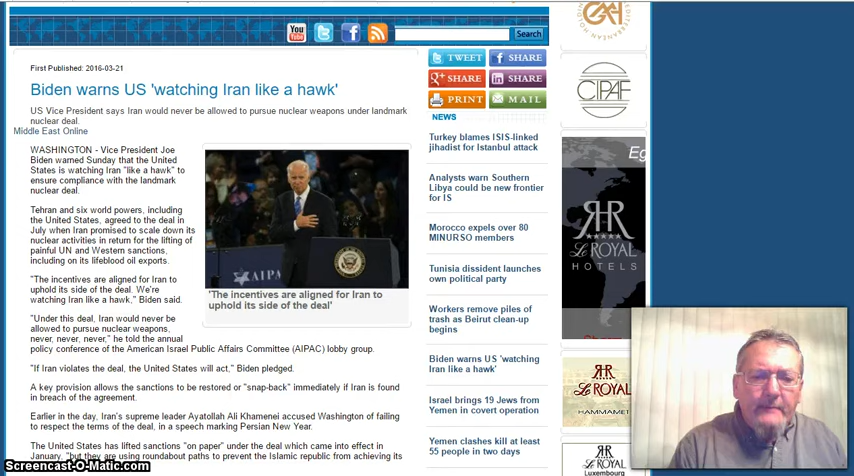 You
Tube
Search
First Published: 2016-03-21
Biden warns US 'watching Iran like a hawk'
US Vice President says Iran would never be allowed to pursue nuclear weapons under landmark
nuclear deal.
Middle East Online
WASHINGTON - Vice President Joe
Biden warned Sunday that the United
States is watching Iran "like a hawk" to
ensure compliance with the landmark
nuclear deal.
Tehran and six world powers, including
the United States, agreed to the deal in
July when Iran promised to scale down its
nuclear activities in return for the lifting of
painful UN and Western sanctions,
including on its lifeblood oil exports.
"The incentives are aligned for Iran to
uphold its side of the deal. We're
watching Iran like a hawk," Biden said.
"Under this deal, Iran would never be
allowed to pursue nuclear weapons,
never, never, never," he told the annual
policy conference of the American Israel Public Affairs Committee (AIPAC) lobby group.
"If Iran violates the deal, the United States will act," Biden pledged.
A key provision allows the sanctions to be restored or "snap-back" immediately if Iran is found
in breach of the agreement.
Earlier in the day, Iran's supreme leader Ayatollah Ali Khamenei accused Washington of failing
to respect the terms of the deal, in a speech marking Persian New Year.
The United States has lifted sanctions "on paper" under the deal which came into effect in
January, "but they are using roundabout paths to prevent the Islamic republic from achieving its
AIPA
'The incentives are aligned for Iran to
uphold its side of the deal'
TWEET
SHARE
SHARE
SHARE
PRINT
MAIL
NEWS
Turkey blames ISIS-linked
jihadist for Istanbul attack
Analysts warn Southern
Libya could be new frontier
for IS
Morocco expels over 80
MINURSO members
Tunisia dissident launches
own political party
Workers remove piles of
trash as Beirut clean-up
begins
Biden warns US 'watching
Iran like a hawk'
Israel brings 19 Jews from
Yemen in covert operation
Yemen clashes kill at least
55 people in two days
CIPAF
Eg
Le ROYAL
HOTELS
Le ROYAL
HAMMAMET
Le ROYAL
Luxembourg
Screencast-O-Matic.com